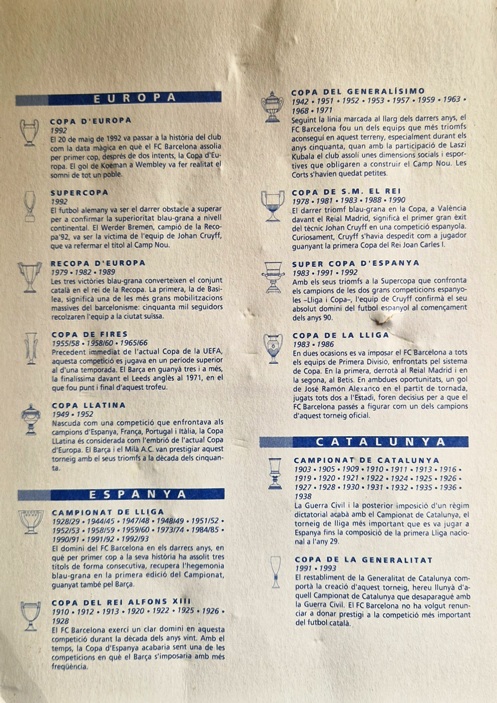 EUROPA
COPA D'EUROPA
1992
El 20 de maig de 1992 va passar a la història del club
com la data màgica en què el FC Barcelona assolia
per primer cop, després de dos intents, la Copa d'Eu-
ropa. El gol de Koeman a Wembley va fer realitat el
somni de tot un poble.
SUPERCOPA
1992
El futbol alemany va ser el darrer obstacle a superar
per a confirmar la superioritat blau-grana a nivell
continental. El Werder Bremen, campió de la Reco-
pa'92, va ser la víctima de l'equip de Johan Cruyff,
que va refermar el títol al Camp Nou.
RECOPA D'EUROPA
1979 • 1982 • 1989
Les tres victòries blau-grana converteixen el conjunt
català en el rei de la Recopa. La primera, la de Basi-
lea, significa una de les més grans mobilitzacions
massives del barcelonisme: cinquanta mil seguidors
recolzaren l'equip a la ciutat suïssa.
COPA DE FIRES
1955/58 • 1958/60 • 1965/66
Precedent immediat de l'actual Copa de la UEFA,
aquesta competició es jugava en un període superior
al d'una temporada. El Barça en guanyà tres i a més,
la finalíssima davant el Leeds anglès al 1971, en el
que fou punt i final d'aquest trofeu.
COPA LLATINA
1949 • 1952
Nascuda com una competició que enfrontava als
campions d'Espanya, França, Portugal i Itàlia, la Copa
LLatina és considerada com l'embrió de l'actual Copa
d'Europa. El Barça i el Milà A.C. van prestigiar aquest
torneig amb el seus triomfs a la dècada dels cinquan-
ta.
ESPANYA
CAMPIONAT DE LLIGA
1928/29 • 1944/45 • 1947/48 • 1948/49 • 1951/52 •
1952/53 • 1958/59 • 1959/60 • 1973/74 • 1984/85 •
1990/91 • 1991/92 • 1992/93
El domini del FC Barcelona en els darrers anys, en
què per primer cop a la seva història ha assolit tres
títols de forma consecutiva, recupera l'hegemonia
blau-grana en la primera edició del Campionat,
guanyat també pel Barça.
COPA DEL REI ALFONS XIII
1910 • 1912 • 1913 • 1920 • 1922 • 1925 • 1926 •
1928
El FC Barcelona exercí un clar domini en aquesta
competició durant la dècada dels anys vint. Amb el
temps, la Copa d'Espanya acabaria sent una de les
competicions en què el Barça s'imposaria amb més
freqüència.
COPA DEL GENERALÍSIMO
1942 • 1951 • 1952 • 1953 • 1957 • 1959 • 1963 •
1968 • 1971
Seguint la línia marcada al llarg dels darrers anys, el
FC Barcelona fou un dels equips que més triomfs
aconseguí en aquest terreny, especialment durant els
anys cinquanta, quan amb la participació de Laszi
Kubala el club assolí unes dimensions socials i espor-
tives que obligaren a construir el Camp Nou. Les
Corts s'havien quedat petites.
COPA DE S.M. EL REI
1978 • 1981 • 1983 • 1988 • 1990
El darrer triomf blau-grana en la Copa, a València
davant el Reial Madrid, significà el primer gran èxit
del tècnic Johan Cruyff en una competició espanyola.
Curiosament, Cruyff s'havia despedit com a jugador
guanyant la primera Copa del Rei Joan Carles I.
SUPER COPA D'ESPANYA
1983 • 1991 • 1992
Amb els seus triomfs a la Supercopa que confronta
els campions de les dos grans competicions espanyo-
les –Lliga i Copa–, l'equip de Cruyff confirmà el seu
absolut domini del futbol espanyol al començament
dels anys 90.
COPA DE LA LLIGA
1983 • 1986
En dues ocasions es va imposar el FC Barcelona a tots
els equips de Primera Divisió, enfrontats pel sistema
de Copa. En la primera, derrotà al Reial Madrid i en
la segona, al Betis. En ambdues oportunitats, un gol
de José Ramón Alexanco en el partit de tornada,
jugats tots dos a l'Estadi, foren decisius per a que el
FC Barcelona passés a figurar com un dels campions
d'aquest torneig oficial.
CATALUNYA
CAMPIONAT DE CATALUNYA
1903 • 1905 • 1909 • 1910 • 1911 • 1913 • 1916 •
1919 • 1920 • 1921 • 1922 • 1924 • 1925 • 1926 •
1927 • 1928 • 1930 • 1931 • 1932 • 1935 • 1936 •
1938
La Guerra Civil i la posterior imposició d'un règim
dictatorial acabà amb el Campionat de Catalunya, el
torneig de lliga més important que es va jugar a
Espanya fins la composició de la primera Lliga nacio-
nal a l'any 29.
COPA DE LA GENERALITAT
1991 • 1993
El restabliment de la Generalitat de Catalunya com-
portà la creació d'aquest torneig, hereu llunyà d'a-
quell Campionat de Catalunya que desaparagué amb
la Guerra Civil. El FC Barcelona no ha volgut renun-
ciar a donar prestigi a la competició més important
del futbol català.